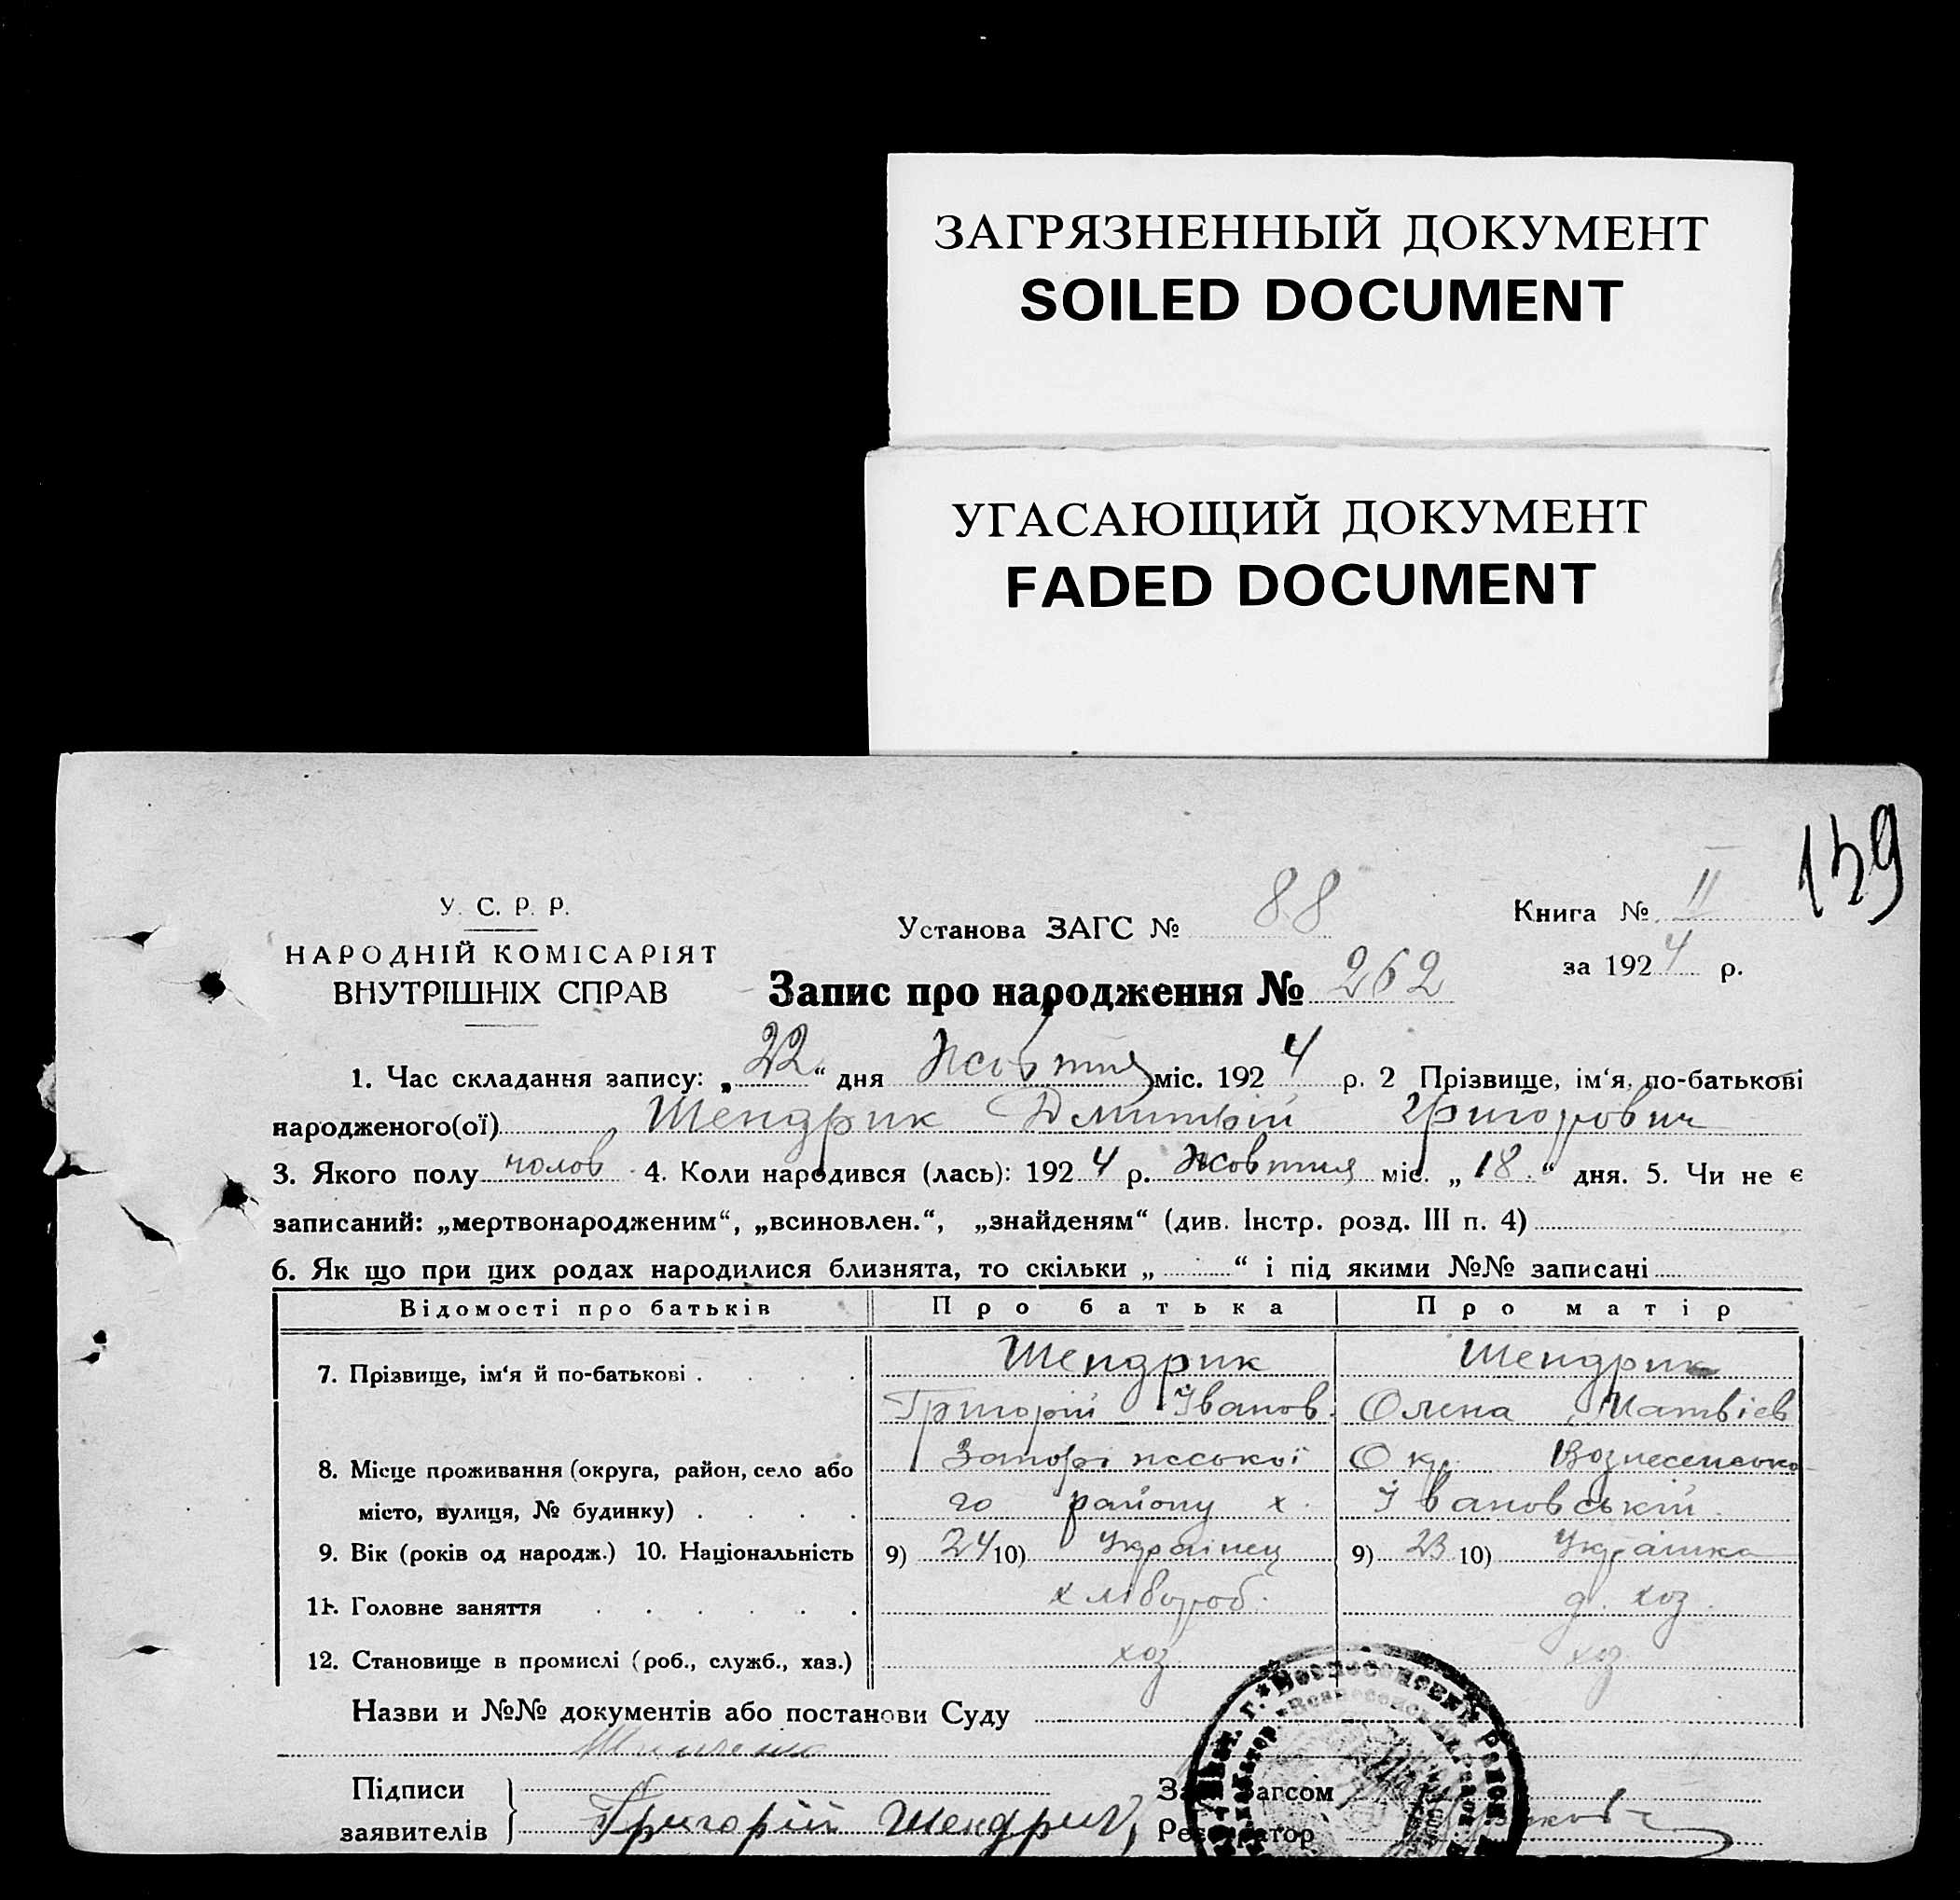 ЗАГРЯЗНЕННЫЙ ДОКУМЕНТ
SOILED DOCUMENT
УГАСАЮЩИЙ ДОКУМЕНТ
FADED DOCUMENT
159
У. С. Р. Р.
НАРОДНІЙ КОМІСАРІЯТ
ВНУТРІШНІХ СПРАВ
Установа ЗАГС № 88
Книга № II
за 1924 р.
Запис про народження № 262
1. Час складання запису: „22“ дня Жовтня міс. 1924 р. 2 Прізвище, ім‘я, по-батькові
народженого(ої) Шендрик Дмитрій Григорович
3. Якого полу чолов. 4. Коли народився (лась): 1924 р. Жовтня міс. „18“ дня. 5. Чи не є
записаний: „мертвонародженим“, „всиновлен.“, „знайденям“ (див. Інстр. розд. III п. 4)
6. Як що при цих родах народилися близнята, то скільки „ “ і під якими №№ записані
Відомості про батьків Про батька Про матір
7. Прізвище, ім‘я й по-батькові Шендрик Шендрик
Григорій Іванов. Олена Матвієв
8. Місце проживання (округа, район, село або Запоріжської Окр. Вознесенсько
місто, вулиця, № будинку) го району х. Івановській
9. Вік (років од народж.) 10. Національність 9) 24 10) Українец 9) 23 10) Українка
11. Головне заняття хлібороб. д. хоз.
12. Становище в промислі (роб., служб., хаз.) хоз хоз
Назви и №№ документів або постанови Суду
Підписи
заявителів Григорій Шендрик
Загсом
Реєстратор